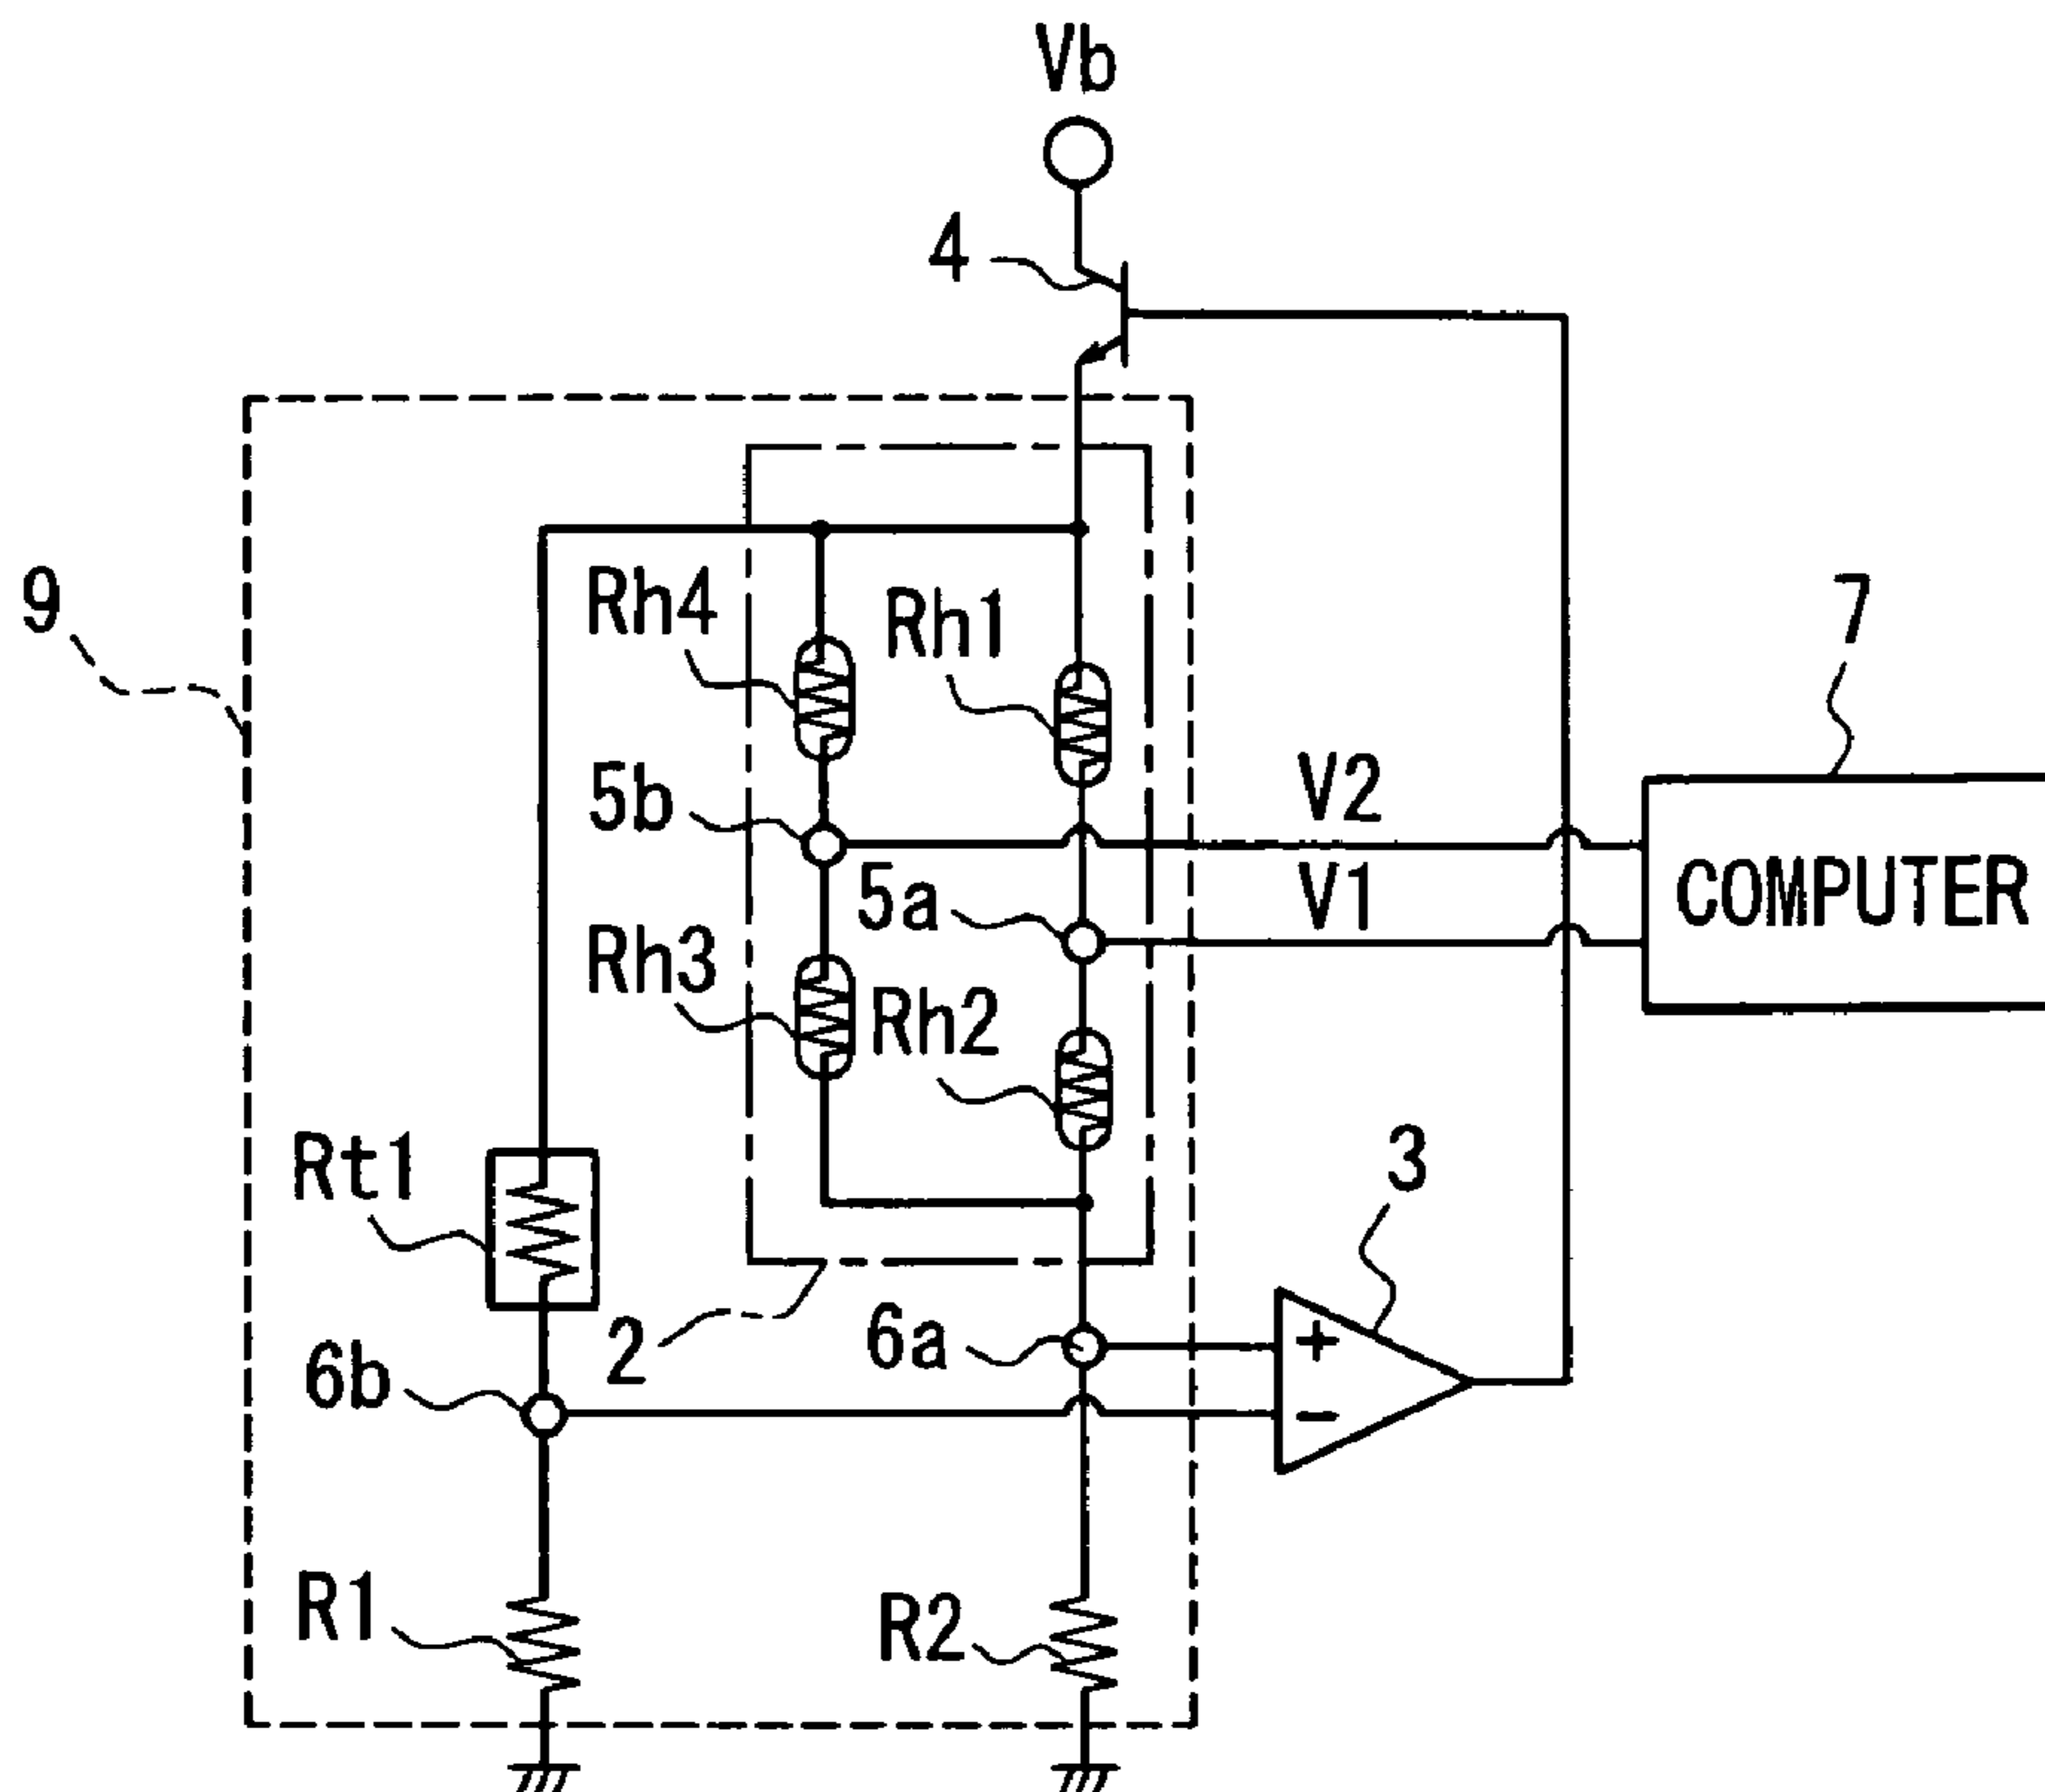 Vb
4
9
Rh4
Rh1
7
5b
V2
5a
V1
COMPUTER
Rh3
Rh2
Rt1
3
2
6a
+
6b
−
R1
R2